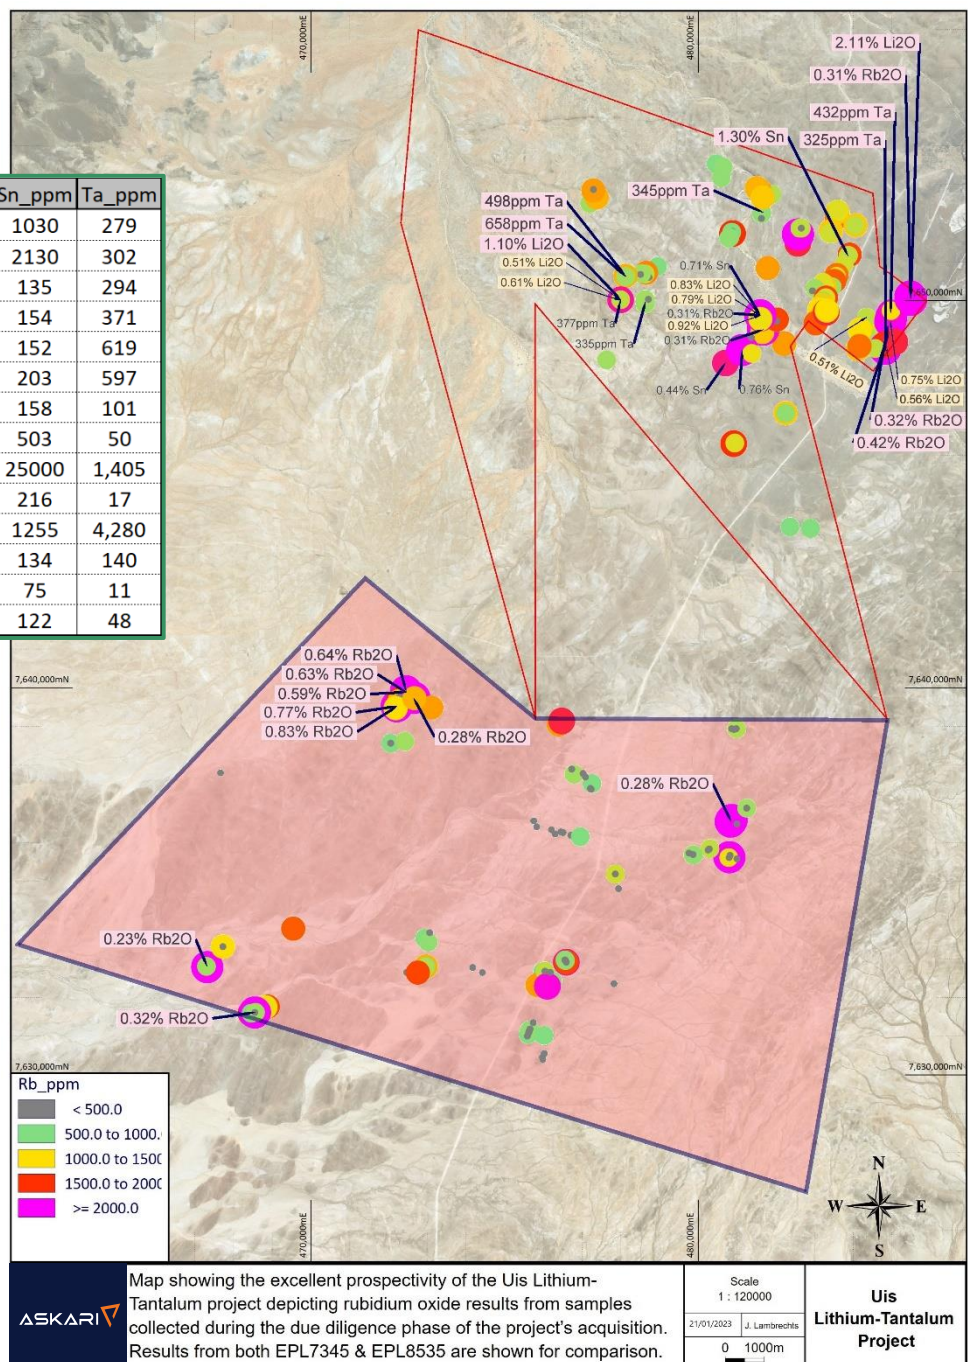 470,000mE
480,000mE
2.11% Li2O
0.31% Rb2O
432ppm Ta
1.30% Sn
325ppm Ta
Sn_ppm Ta_ppm
1030 279
2130 302
135 294
154 371
152 619
203 597
158 101
503 50
25000 1,405
216 17
1255 4,280
134 140
75 11
122 48
498ppm Ta
658ppm Ta
1.10% Li2O
0.51% Li2O
0.61% Li2O
345ppm Ta
0.71% Sn
0.83% Li2O
0.79% Li2O
0.31% Rb2O
0.92% Li2O
0.31% Rb2O
377ppm Ta
335ppm Ta
0.44% Sn
0.76% Sn
0.51% Li2O
0.75% Li2O
0.56% Li2O
0.32% Rb2O
0.42% Rb2O
0.64% Rb2O
0.63% Rb2O
0.59% Rb2O
0.77% Rb2O
0.83% Rb2O
0.28% Rb2O
7,640,000mN
7,640,000mN
0.28% Rb2O
0.23% Rb2O
0.32% Rb2O
7,630,000mN
7,630,000mN
Rb_ppm
< 500.0
500.0 to 1000.
1000.0 to 1500
1500.0 to 2000
>= 2000.0
470,000mE
480,000mE
N
W E
S
ASKARI
Map showing the excellent prospectivity of the Uis Lithium-
Tantalum project depicting rubidium oxide results from samples
collected during the due diligence phase of the project's acquisition.
Results from both EPL7345 & EPL8535 are shown for comparison.
Scale
1 : 120000
21/01/2023 J. Lambrechts
0 1000m
Uis
Lithium-Tantalum
Project